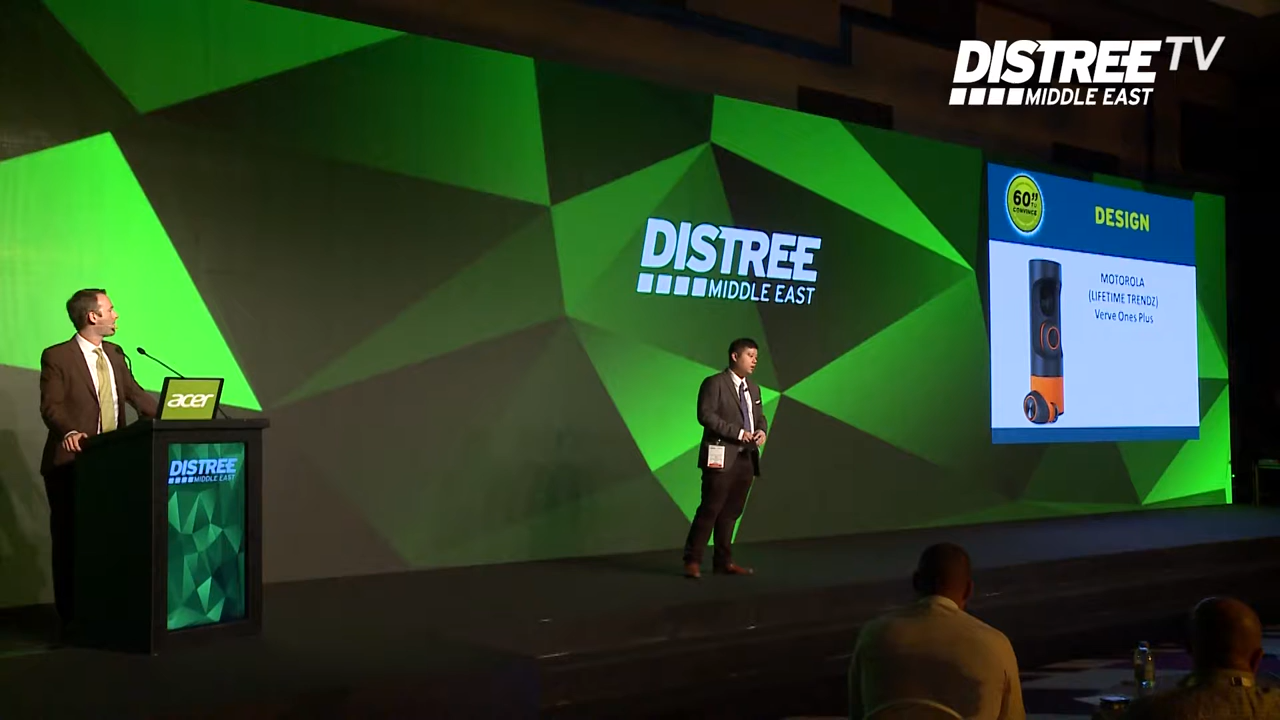 DISTREE TV
MIDDLE EAST
60"
TO
CONVINCE
DESIGN
MOTOROLA
(LIFETIME TRENDZ)
Verve Ones Plus
DISTREE
MIDDLE EAST
acer
DISTREE
MIDDLE EAST